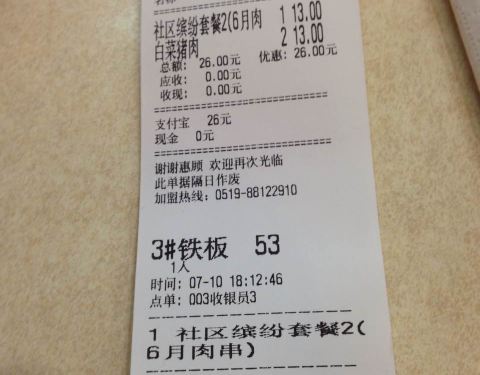 社区缤纷套餐2(6月肉 1 13.00
白菜猪肉 2 13.00
总额: 26.00元 优惠: 26.00元
应收: 0.00元
收现: 0.00元
支付宝 26元
现金 0元
谢谢惠顾 欢迎再次光临
此单据隔日作废
加盟热线: 0519-88122910
3#铁板 53
1人
时间: 07-10 18:12:46
点单: 003收银员3
1 社区缤纷套餐2(
6月肉串)